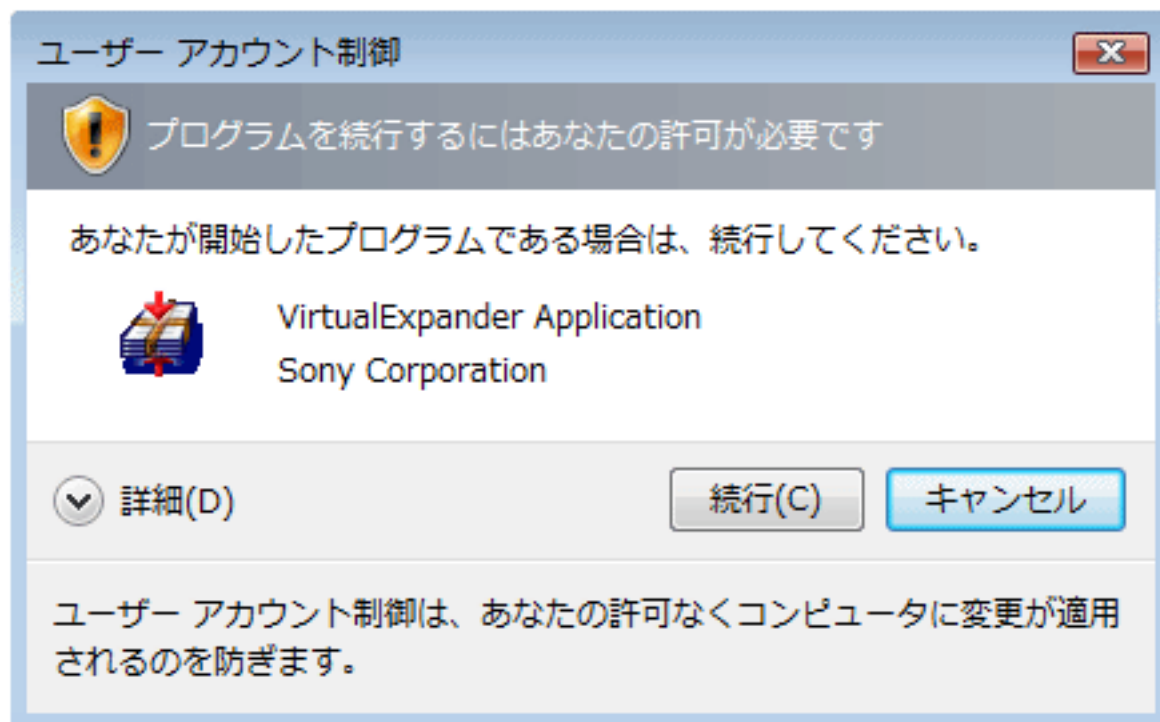 ユーザー アカウント制御
プログラムを続行するにはあなたの許可が必要です
あなたが開始したプログラムである場合は、続行してください。
VirtualExpander Application
Sony Corporation
詳細(D)
続行(C)
キャンセル
ユーザー アカウント制御は、あなたの許可なくコンピュータに変更が適用
されるのを防ぎます。